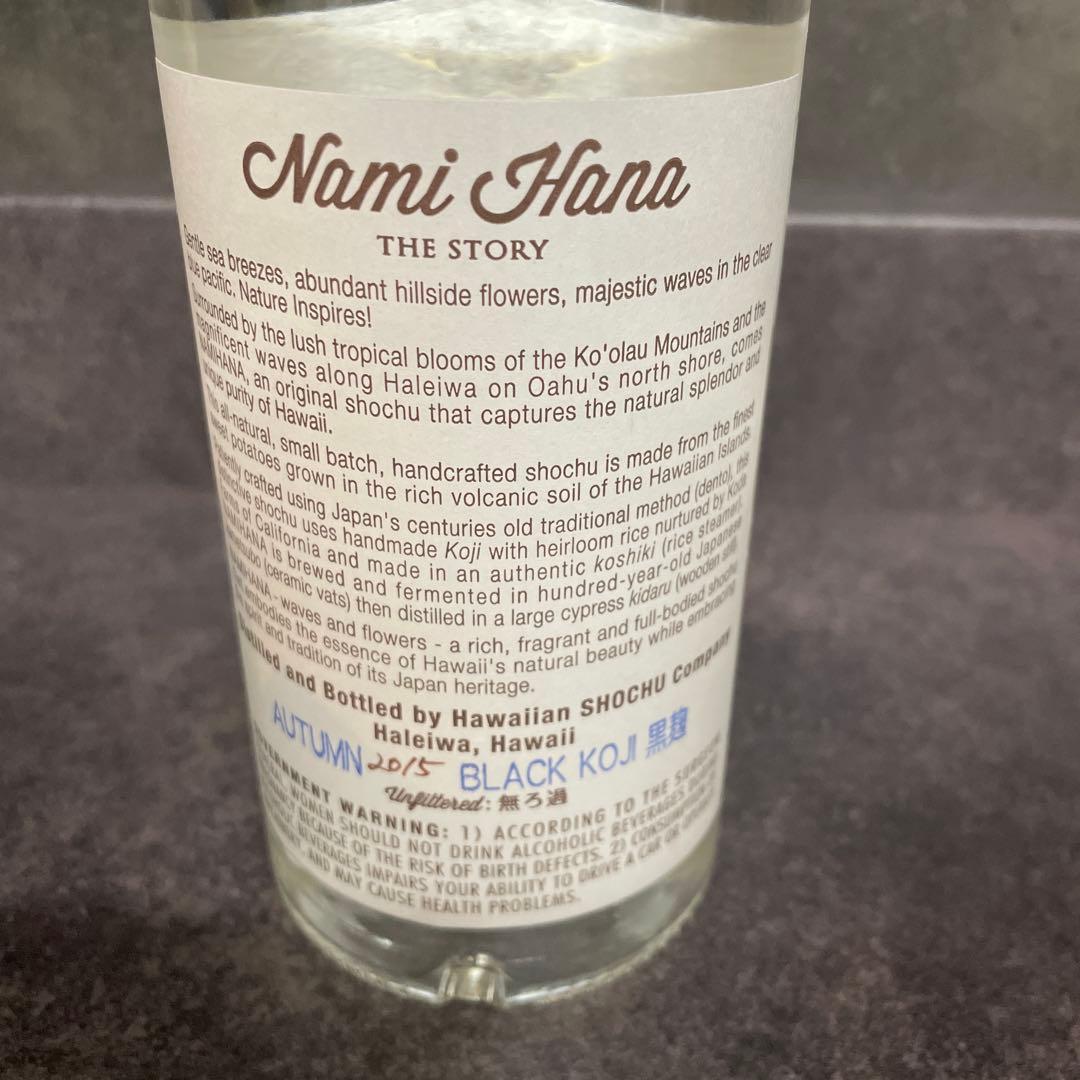 Nami Hana
THE STORY
Gentle sea breezes, abundant hillside flowers, majestic waves in the clear
blue pacific. Nature Inspires!
Surrounded by the lush tropical blooms of the Ko'olau Mountains and the
magnificent waves along Haleiwa on Oahu's north shore, comes
NAMIHANA, an original shochu that captures the natural splendor and
unique purity of Hawaii.
all-natural, small batch, handcrafted shochu is made from the finest
sweet potatoes grown in the rich volcanic soil of the Hawaiian Islands.
crafted using Japan's centuries old traditional method (dento), this
distinctive shochu uses handmade Koji with heirloom rice nurtured by Koda
Farms of California and made in an authentic koshiki (rice steamer).
NAMIHANA is brewed and fermented in hundred-year-old Japanese
(ceramic vats) then distilled in a large cypress kidaru (wooden still).
NAMIHANA - waves and flowers - a rich, fragrant and full-bodied shochu
embodies the essence of Hawaii's natural beauty while embracing
and tradition of its Japan heritage.
Distilled and Bottled by Hawaiian SHOCHU Company
Haleiwa, Hawaii
AUTUMN 2015 BLACK KOJI 黒麹
Unfiltered: 無ろ過
GOVERNMENT WARNING: 1) ACCORDING TO THE SURGEON
WOMEN SHOULD NOT DRINK ALCOHOLIC BEVERAGES DURING
BECAUSE OF THE RISK OF BIRTH DEFECTS. 2) CONSUMPTION
BEVERAGES IMPAIRS YOUR ABILITY TO DRIVE A CAR OR
AND MAY CAUSE HEALTH PROBLEMS.